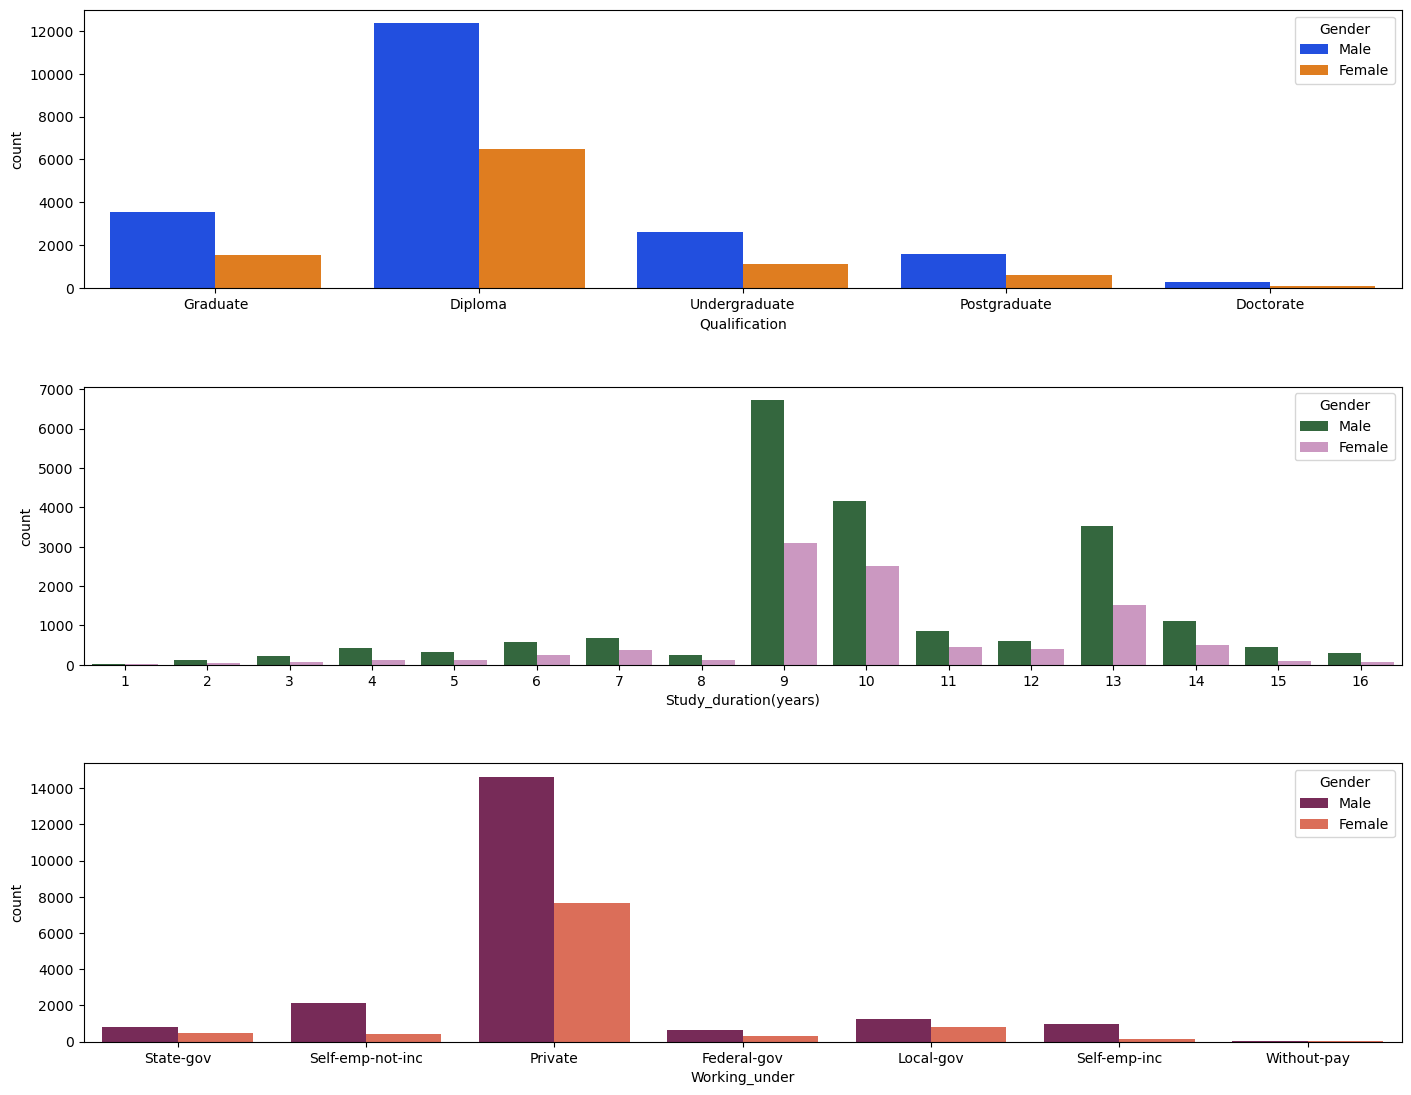 12000
10000
8000
6000
4000
2000
0
count
Gender
Male
Female
Graduate Diploma Undergraduate Postgraduate Doctorate
Qualification
7000
6000
5000
4000
3000
2000
1000
0
count
Gender
Male
Female
1 2 3 4 5 6 7 8 9 10 11 12 13 14 15 16
Study_duration(years)
14000
12000
10000
8000
6000
4000
2000
0
count
Gender
Male
Female
State-gov Self-emp-not-inc Private Federal-gov Local-gov Self-emp-inc Without-pay
Working_under